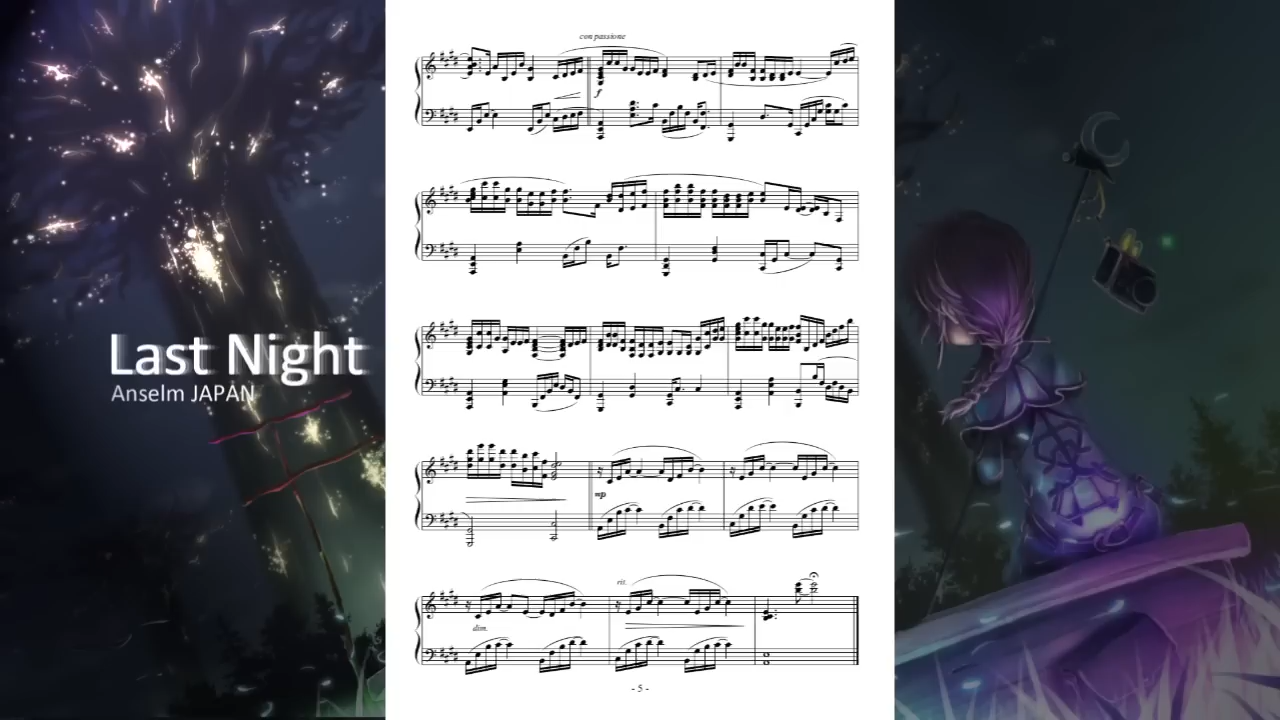 Last Night
Anselm JAPAN
con passione
f
mp
dim.
rit.
- 5 -